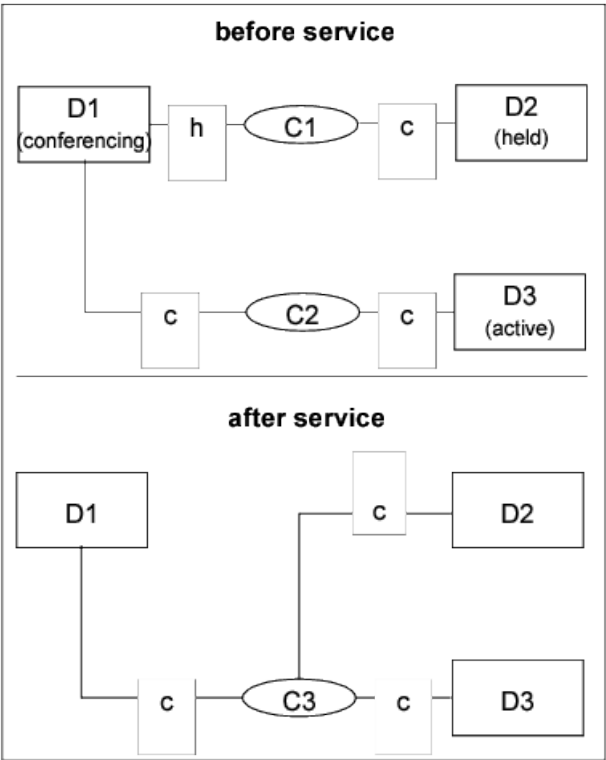 before service
D1
(conferencing)
h
C1
c
D2
(held)
c
C2
c
D3
(active)
after service
D1
c
D2
c
C3
c
D3